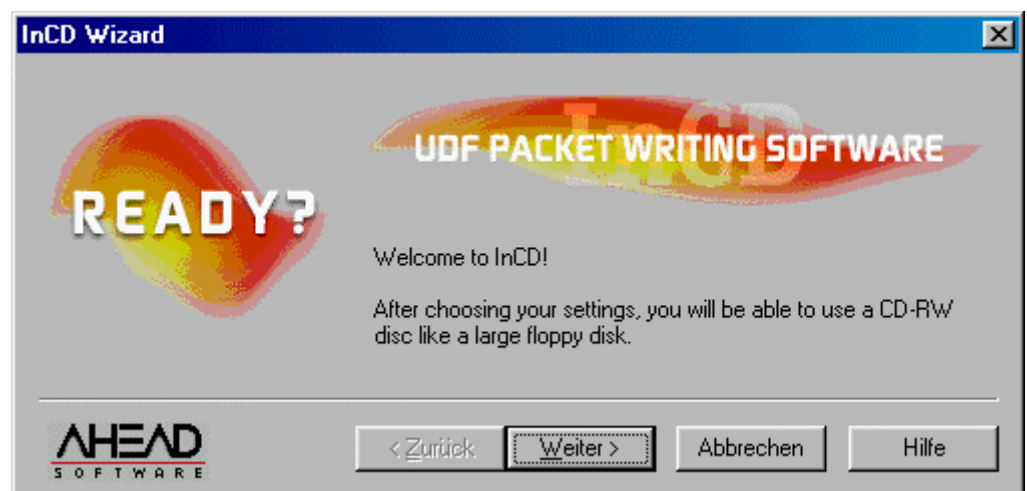 InCD Wizard
InCD
UDF PACKET WRITING SOFTWARE
READY?
Welcome to InCD!
After choosing your settings, you will be able to use a CD-RW
disc like a large floppy disk.
AHEAD
SOFTWARE
< Zurück
Weiter >
Abbrechen
Hilfe